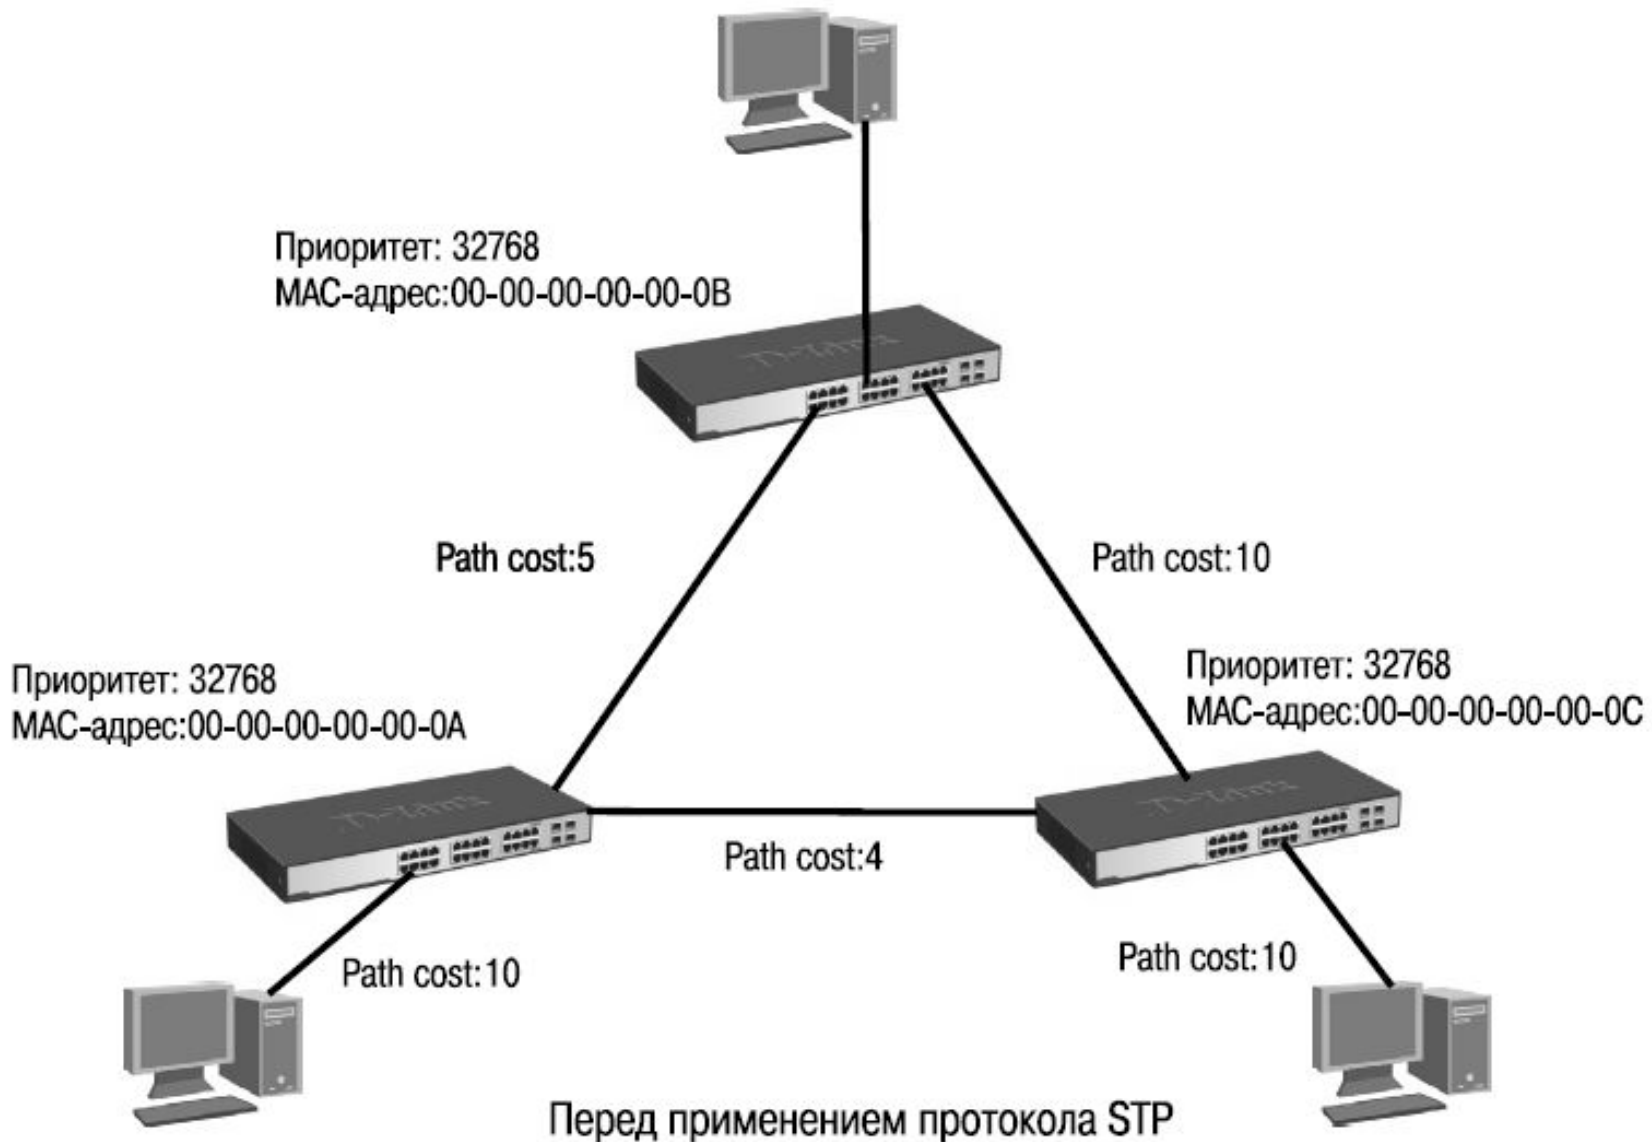 Приоритет: 32768
МАС-адрес:00-00-00-00-00-0B
Path cost:5
Path cost:10
Приоритет: 32768
МАС-адрес:00-00-00-00-00-0A
Приоритет: 32768
МАС-адрес:00-00-00-00-00-0C
Path cost:4
Path cost:10
Path cost:10
Перед применением протокола STP